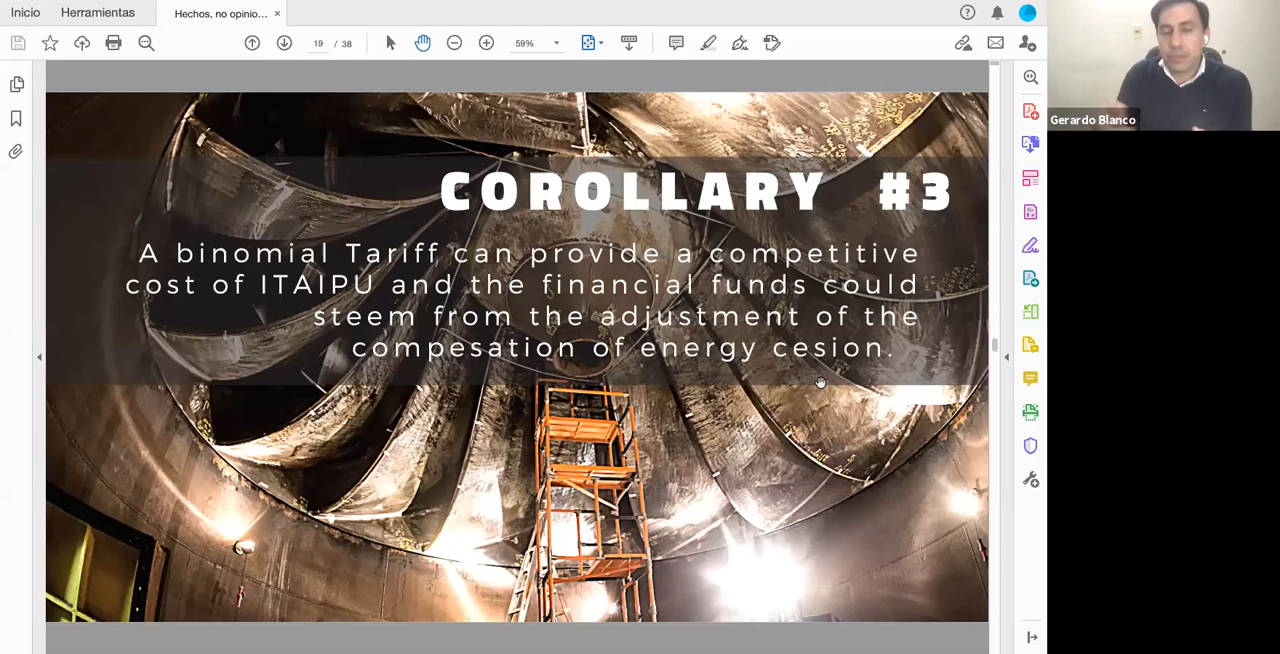 Inicio
Herramientas
Hechos, no opinio...
×
19 / 38
59%
Gerardo Blanco
COROLLARY #3
A binomial Tariff can provide a competitive
cost of ITAIPU and the financial funds could
steem from the adjustment of the
compesation of energy cesion.